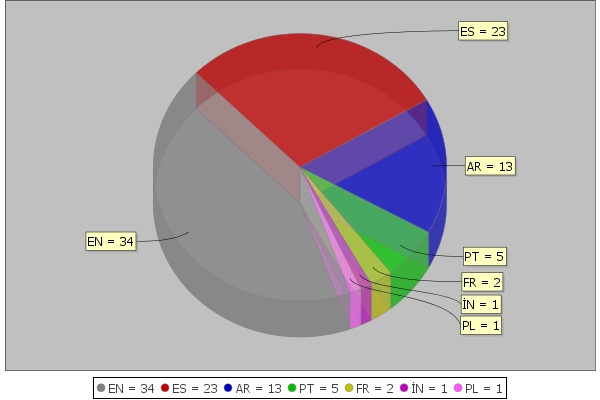 ES = 23
AR = 13
EN = 34
PT = 5
FR = 2
İN = 1
PL = 1
EN = 34 ES = 23 AR = 13 PT = 5 FR = 2 İN = 1 PL = 1